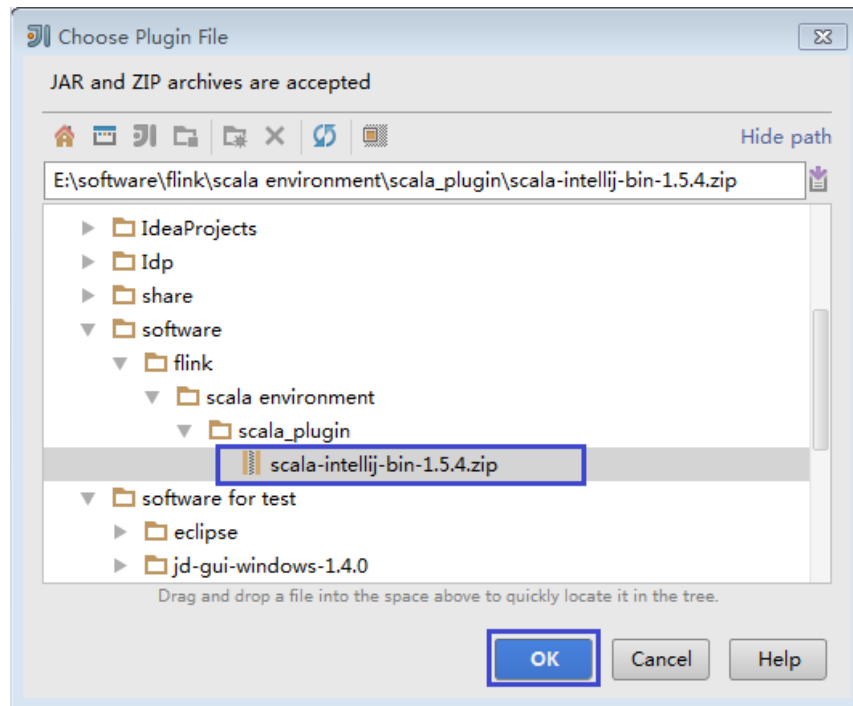 Choose Plugin File
JAR and ZIP archives are accepted
Hide path
E:\software\flink\scala environment\scala_plugin\scala-intellij-bin-1.5.4.zip
IdeaProjects
Idp
share
software
flink
scala environment
scala_plugin
scala-intellij-bin-1.5.4.zip
software for test
eclipse
jd-gui-windows-1.4.0
Drag and drop a file into the space above to quickly locate it in the tree.
OK Cancel Help